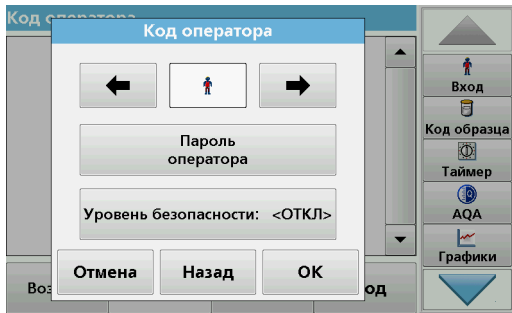 Код оператора
Код оператора
Пароль
оператора
Уровень безопасности: <ОТКЛ>
Отмена
Назад
OK
Вход
Код образца
Таймер
AQA
Графики